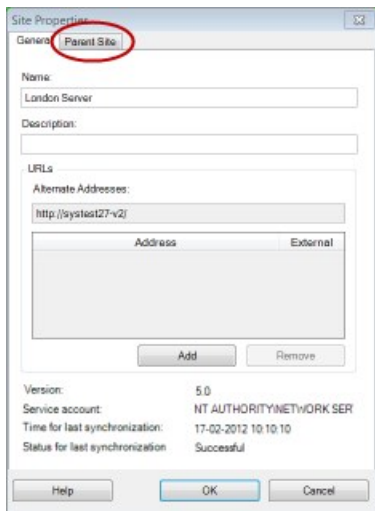 Site Properties
General Parent Site
Name:
London Server
Description:
URLs
Alternate Addresses:
http://systest27-v2/
Address External
Add Remove
Version: 5.0
Service account: NT AUTHORITY\NETWORK SER
Time for last synchronization: 17-02-2012 10:10:10
Status for last synchronization Successful
Help OK Cancel